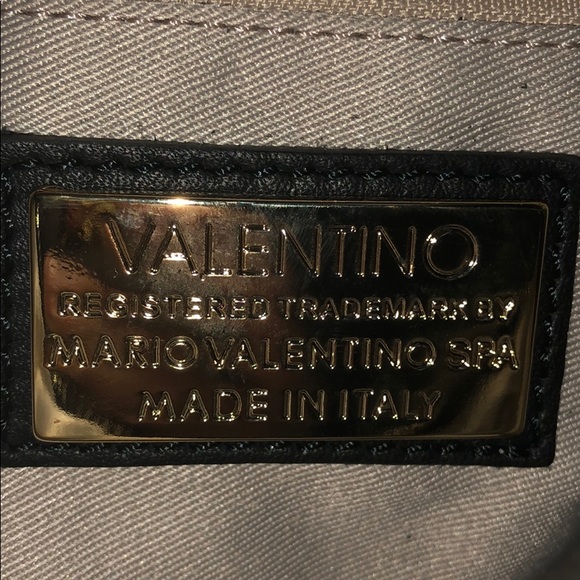 VALENTINO
REGISTERED TRADEMARK BY
MARIO VALENTINO SPA
MADE IN ITALY